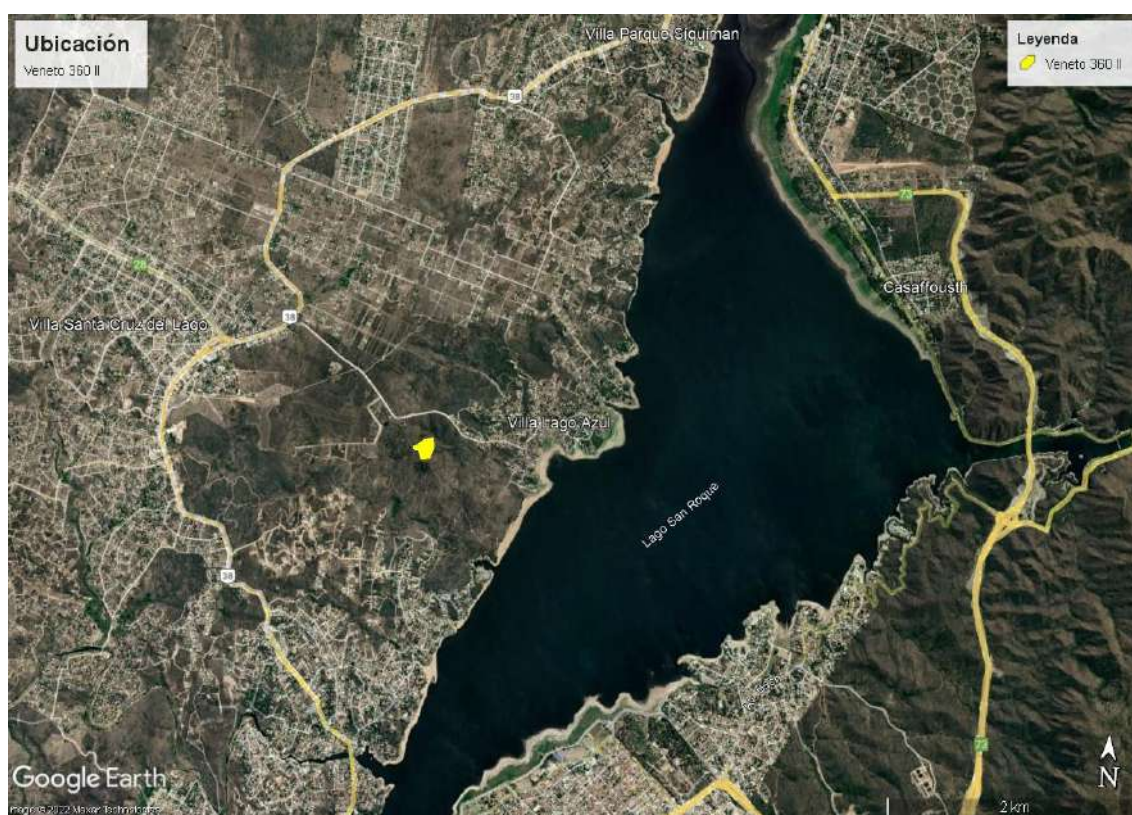 Ubicación
Veneto 360 II
Leyenda
Veneto 360 II
Villa Parque Siquiman
38
73
28
Casaffousth
38
Villa Santa Cruz del Lago
Villa Lago Azul
Lago San Roque
38
73
Google Earth
N
2 km